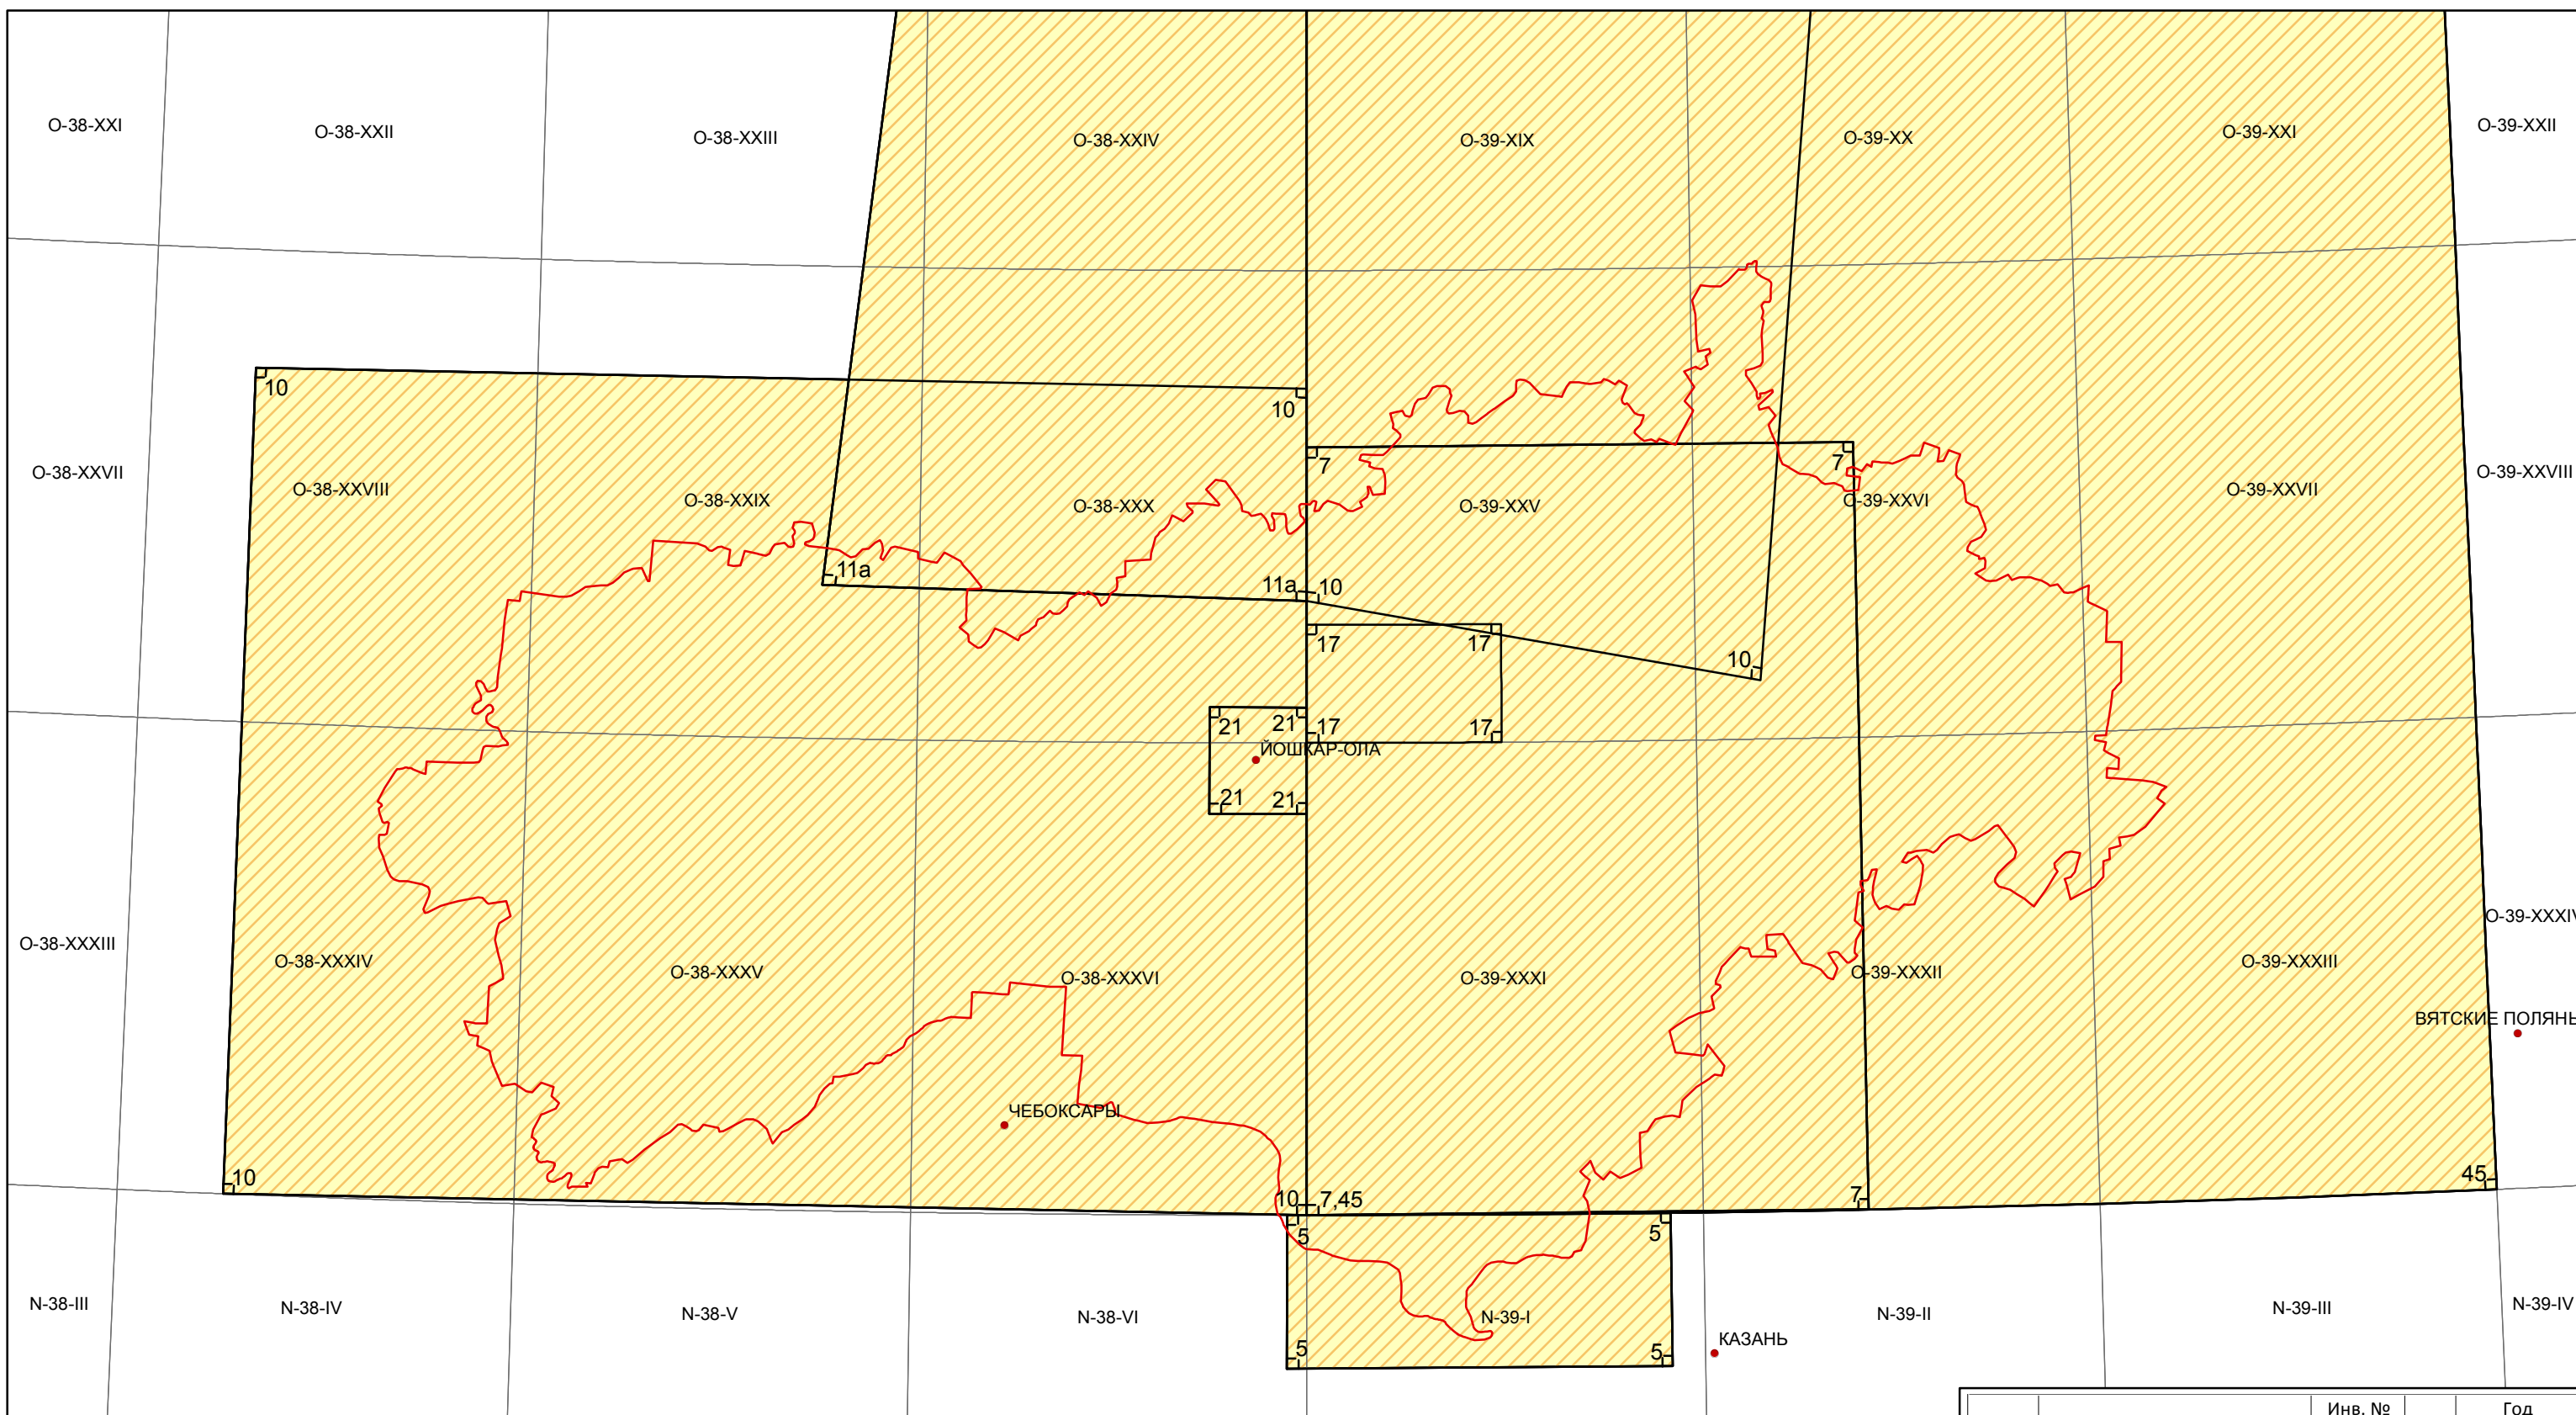 О-38-XXI
О-38-XXII
О-38-XXIII
О-38-XXIV
О-39-XIX
О-39-XX
О-39-XXI
О-39-XXII
10
10
7
7
О-38-XXVII
О-38-XXVIII
О-38-XXIX
О-38-XXX
О-39-XXV
О-39-XXVI
О-39-XXVII
О-39-XXVIII
11а
11а
10
17
17
10
21
21
17
17
ЙОШКАР-ОЛА
21
21
О-38-XXXIII
О-38-XXXIV
О-38-XXXV
О-38-XXXVI
О-39-XXXI
О-39-XXXII
О-39-XXXIII
О-39-XXXIV
ВЯТСКИЕ ПОЛЯНЫ
ЧЕБОКСАРЫ
10
10
7,45
7
45
5
5
N-38-III
N-38-IV
N-38-V
N-38-VI
N-39-I
N-39-II
N-39-III
N-39-IV
5
5
КАЗАНЬ
Инв. №
Год